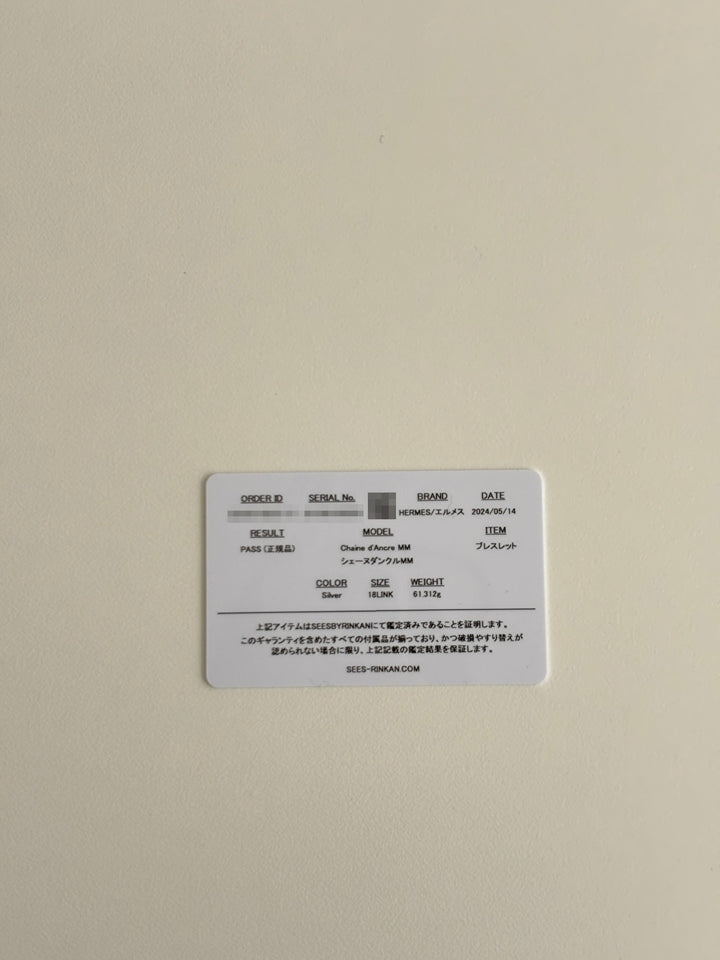 ORDER ID SERIAL No. BRAND DATE
HERMES/エルメス 2024/05/14
RESULT MODEL ITEM
PASS (正規品) Chaine d'Ancre MM ブレスレット
シェーヌダンクルMM
COLOR SIZE WEIGHT
Silver 18LINK 61.312g
上記アイテムはSEESBYRINKANにて鑑定済みであることを証明します。
このギャランティを含めたすべての付属品が揃っており、かつ破損やすり替えが
認められない場合に限り、上記記載の鑑定結果を保証します。
SEES-RINKAN.COM